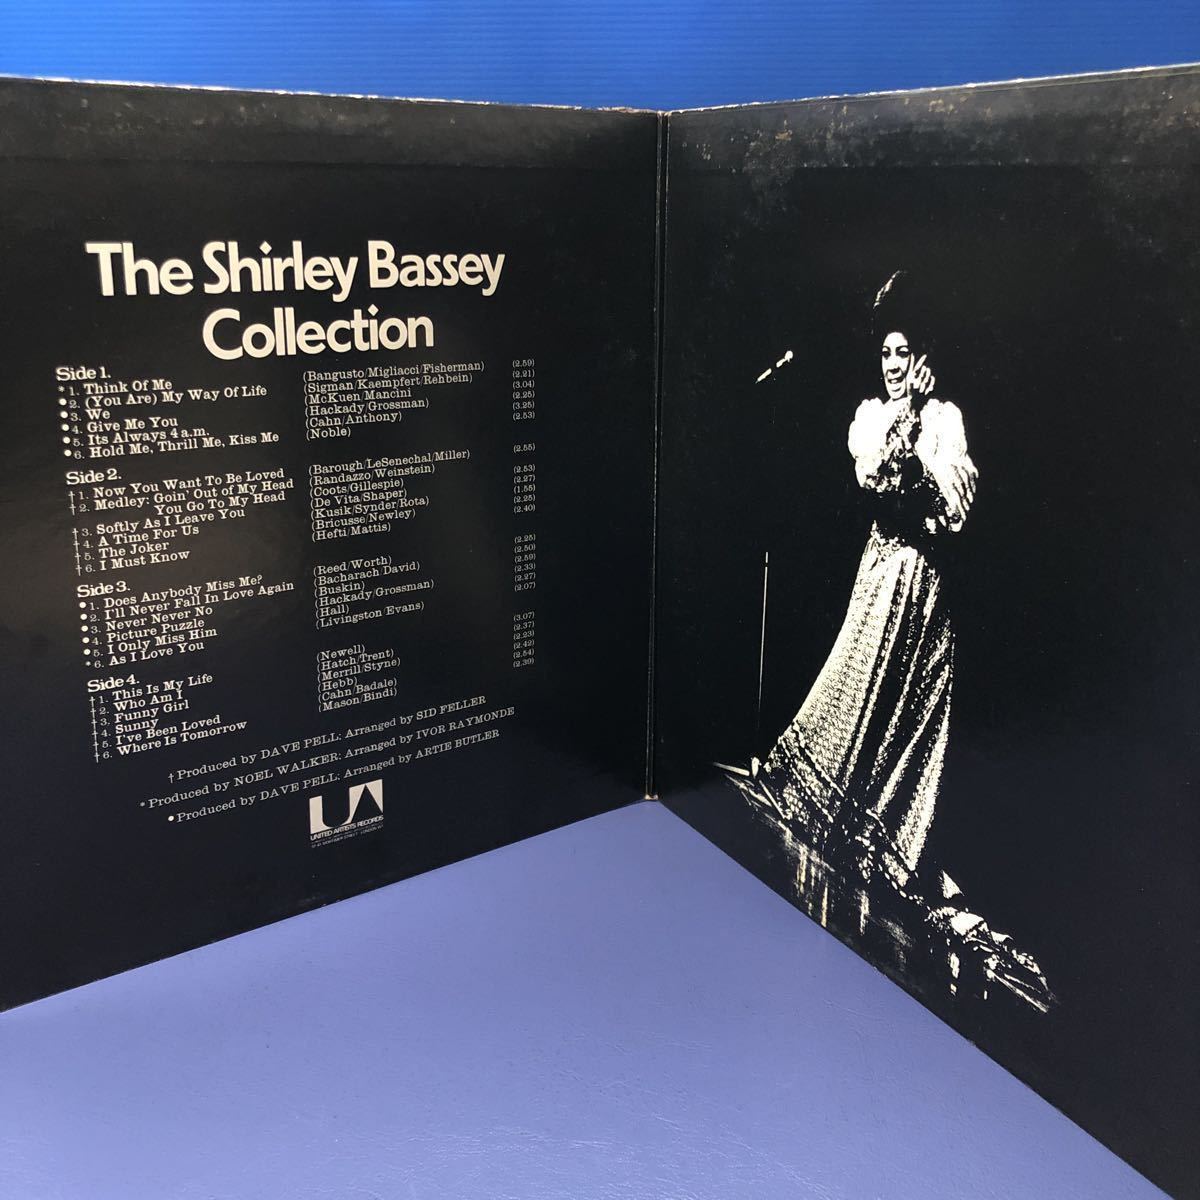 The Shirley Bassey
Collection
Side 1.
*1. Think Of Me (Bangusto/Migliacci/Fisherman) (2.59)
•2. (You Are) My Way Of Life (Sigman/Kaempfert/Rehbein) (2.21)
•3. We (McKuen/Mancini (3.04)
•4. Give Me You (Hackady/Grossman) (2.25)
•5. Its Always 4 a.m. (Cahn/Anthony) (3.25)
•6. Hold Me, Thrill Me, Kiss Me (Noble) (2.53)
Side 2.
†1. Now You Want To Be Loved (Barough/LeSenechal/Miller) (2.55)
†2. Medley: Goin' Out of My Head (Randazzo/Weinstein)
You Go To My Head (Coots/Gillespie) (2.53)
†3. Softly As I Leave You (De Vita/Shaper) (2.27)
†4. A Time For Us (Kusik/Synder/Rota) (1.55)
†5. The Joker (Bricusse/Newley) (2.25)
†6. I Must Know (Hefti/Mattis) (2.40)
Side 3.
•1. Does Anybody Miss Me? (Reed/Worth) (2.25)
•2. I'll Never Fall In Love Again (Bacharach David) (2.50)
•3. Never Never No (Buskin) (2.59)
•4. Picture Puzzle (Hackady/Grossman) (2.33)
•5. I Only Miss Him (Hall) (2.27)
*6. As I Love You (Livingston/Evans) (2.07)
Side 4.
†1. This Is My Life (Newell) (3.07)
†2. Who Am I (Hatch/Trent) (2.37)
†3. Funny Girl (Merrill/Styne) (2.23)
†4. Sunny (Hebb) (2.42)
†5. I've Been Loved (Cahn/Badale) (2.54)
†6. Where Is Tomorrow (Mason/Bindi) (2.39)
† Produced by DAVE PELL: Arranged by SID FELLER
* Produced by NOEL WALKER: Arranged by IVOR RAYMONDE
• Produced by DAVE PELL: Arranged by ARTIE BUTLER
UA
UNITED ARTISTS RECORDS
MORTIMER STREET · LONDON W1